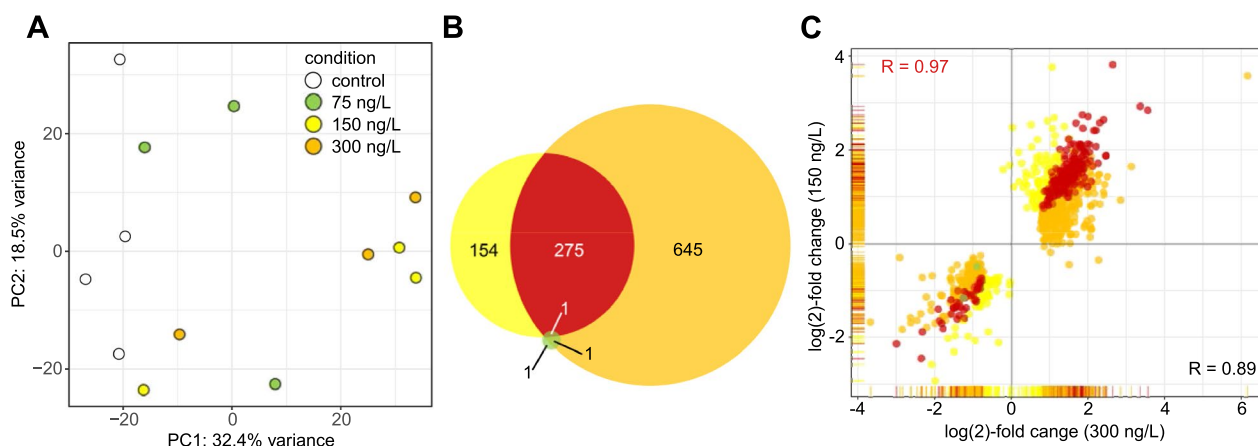 A
condition
control
75 ng/L
150 ng/L
300 ng/L
20
0
−20
PC2: 18.5% variance
−20
0
20
PC1: 32.4% variance
B
154
275
645
1
1
1
C
R = 0.97
R = 0.89
4
2
0
-2
log(2)-fold change (150 ng/L)
-4
-2
0
2
4
6
log(2)-fold cange (300 ng/L)